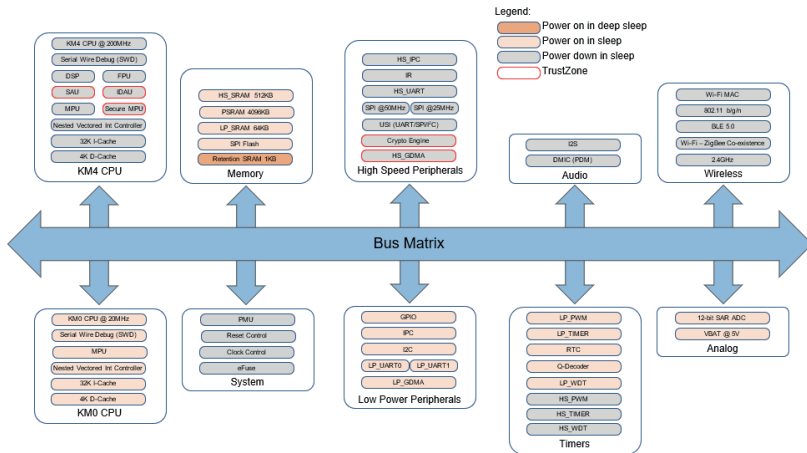 Legend:
Power on in deep sleep
Power on in sleep
Power down in sleep
TrustZone
KM4 CPU @ 200MHz
Serial Wire Debug (SWD)
DSP FPU
SAU IDAU
MPU Secure MPU
Nested Vectored Int Controller
32K I-Cache
4K D-Cache
KM4 CPU
HS_SRAM 512KB
PSRAM 4096KB
LP_SRAM 64KB
SPI Flash
Retention SRAM 1KB
Memory
HS_IPC
IR
HS_UART
SPI @50MHz SPI @25MHz
USI (UART/SPI/I²C)
Crypto Engine
HS_GDMA
High Speed Peripherals
I2S
DMIC (PDM)
Audio
Wi-Fi MAC
802.11 b/g/n
BLE 5.0
Wi-Fi – ZigBee Co-existence
2.4GHz
Wireless
Bus Matrix
KM0 CPU @ 20MHz
Serial Wire Debug (SWD)
MPU
Nested Vectored Int Controller
32K I-Cache
4K D-Cache
KM0 CPU
PMU
Reset Control
Clock Control
eFuse
System
GPIO
IPC
I2C
LP_UART0 LP_UART1
LP_GDMA
Low Power Peripherals
LP_PWM
LP_TIMER
RTC
Q-Decoder
LP_WDT
HS_PWM
HS_TIMER
HS_WDT
Timers
12-bit SAR ADC
VBAT @ 5V
Analog